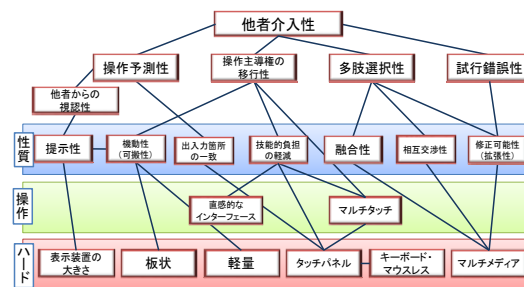 他者介入性
操作予測性
操作主導権の
移行性
多肢選択性
試行錯誤性
他者からの
視認性
性質
提示性
機動性
(可搬性)
出入力箇所
の一致
技能的負担
の軽減
融合性
相互交渉性
修正可能性
(拡張性)
操作
直感的な
インターフェース
マルチタッチ
ハード
表示装置の
大きさ
板状
軽量
タッチパネル
キーボード・
マウスレス
マルチメディア